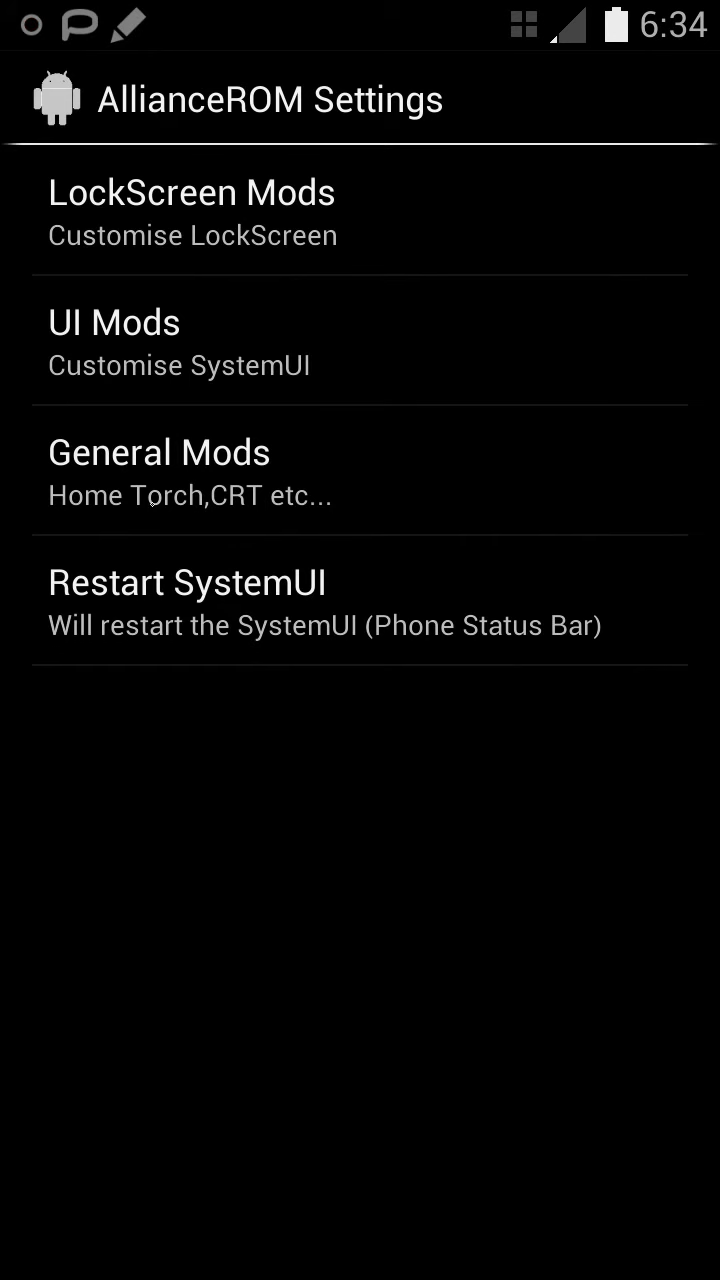 6:34
AllianceROM Settings
LockScreen Mods
Customise LockScreen
UI Mods
Customise SystemUI
General Mods
Home Torch,CRT etc...
Restart SystemUI
Will restart the SystemUI (Phone Status Bar)